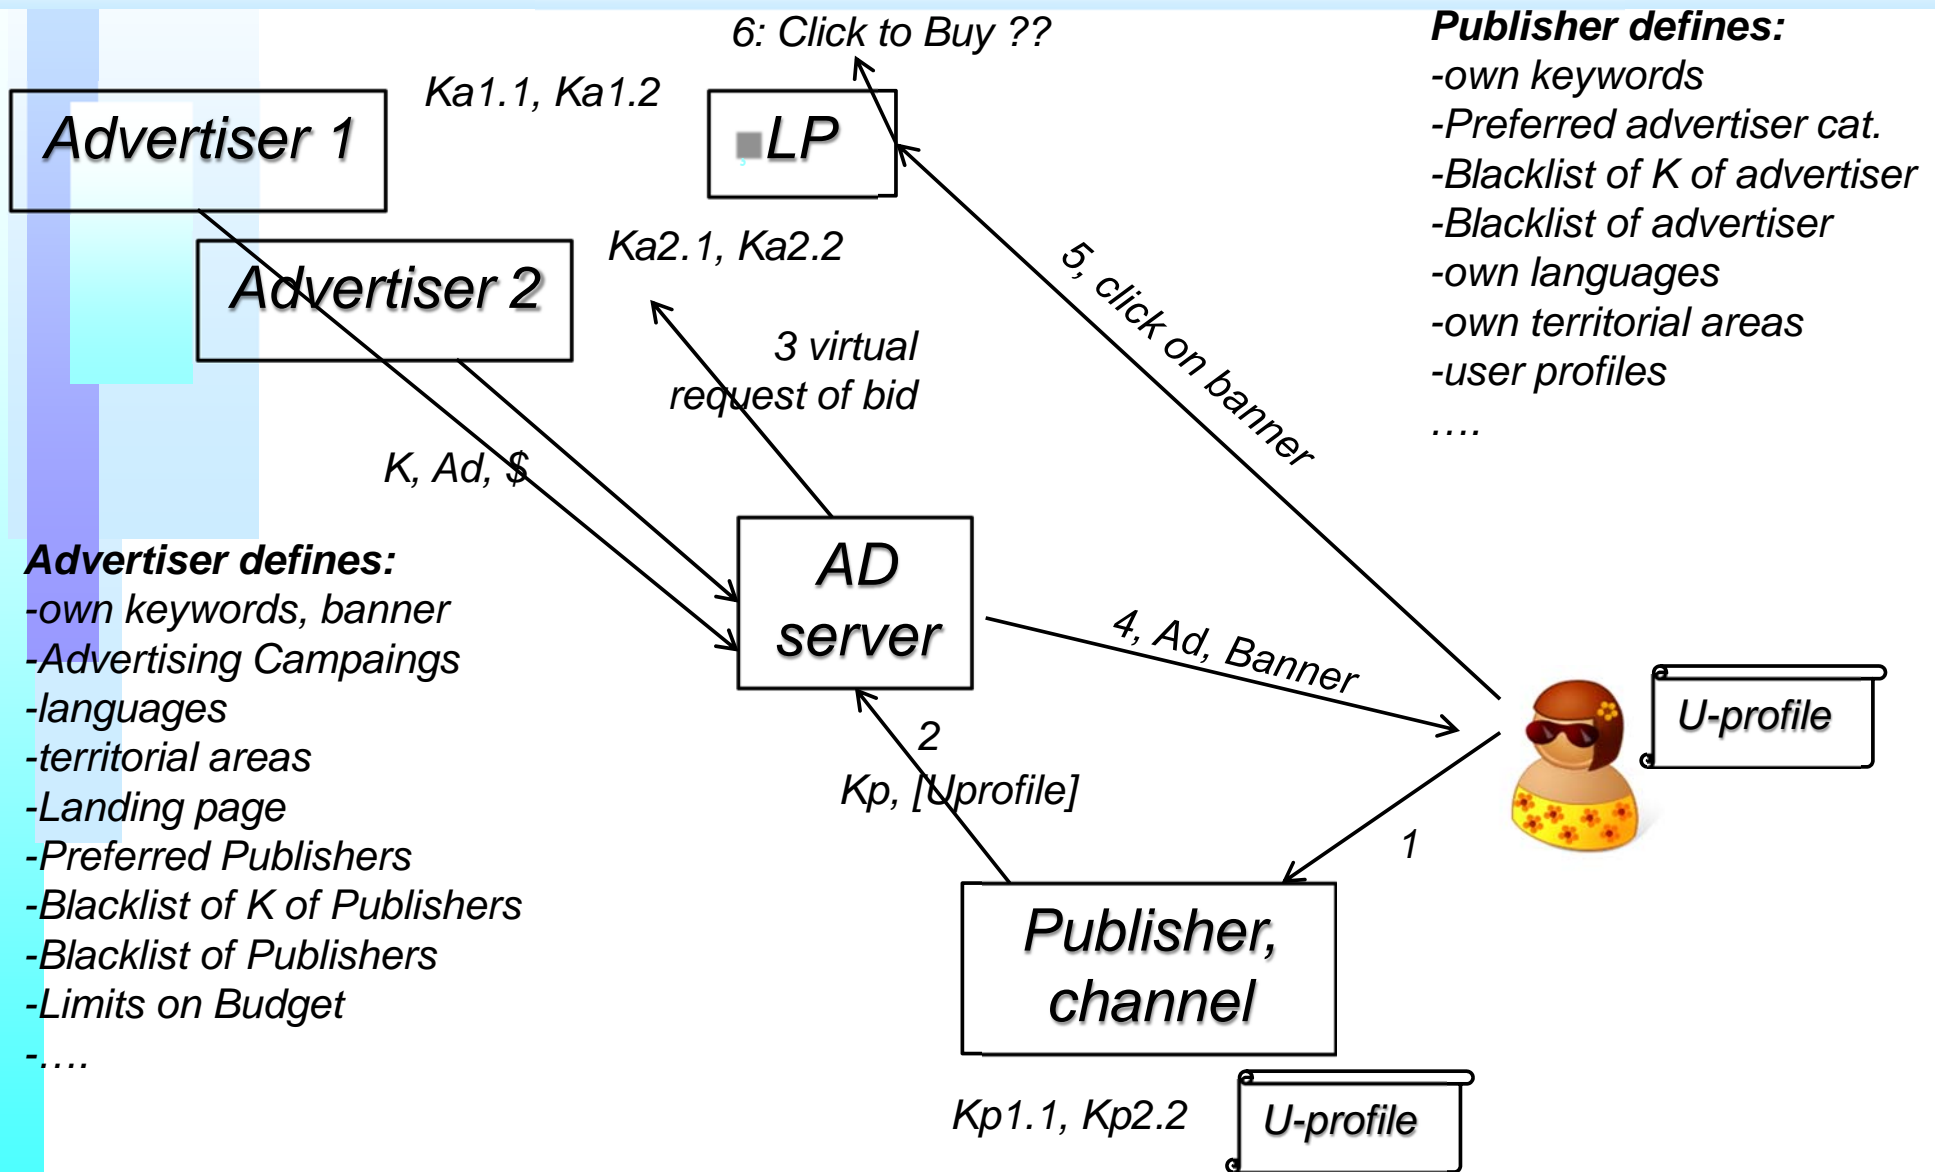 6: Click to Buy ??
Publisher defines:
-own keywords
-Preferred advertiser cat.
-Blacklist of K of advertiser
-Blacklist of advertiser
-own languages
-own territorial areas
-user profiles
….
Ka1.1, Ka1.2
Advertiser 1
LP
Ka2.1, Ka2.2
Advertiser 2
3 virtual
request of bid
5, click on banner
K, Ad, $
AD
server
4, Ad, Banner
U-profile
Advertiser defines:
-own keywords, banner
-Advertising Campaings
-languages
-territorial areas
-Landing page
-Preferred Publishers
-Blacklist of K of Publishers
-Blacklist of Publishers
-Limits on Budget
-….
2
Kp, [Uprofile]
1
Publisher,
channel
Kp1.1, Kp2.2
U-profile